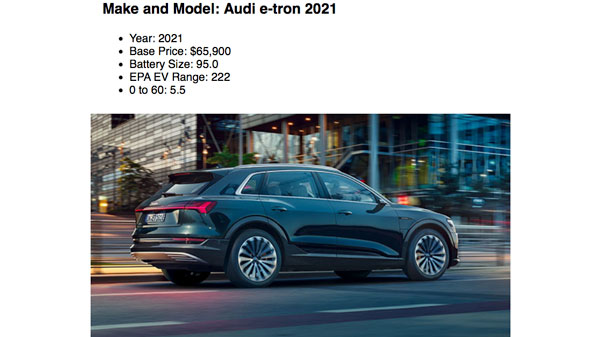 Make and Model: Audi e-tron 2021
• Year: 2021
• Base Price: $65,900
• Battery Size: 95.0
• EPA EV Range: 222
• 0 to 60: 5.5